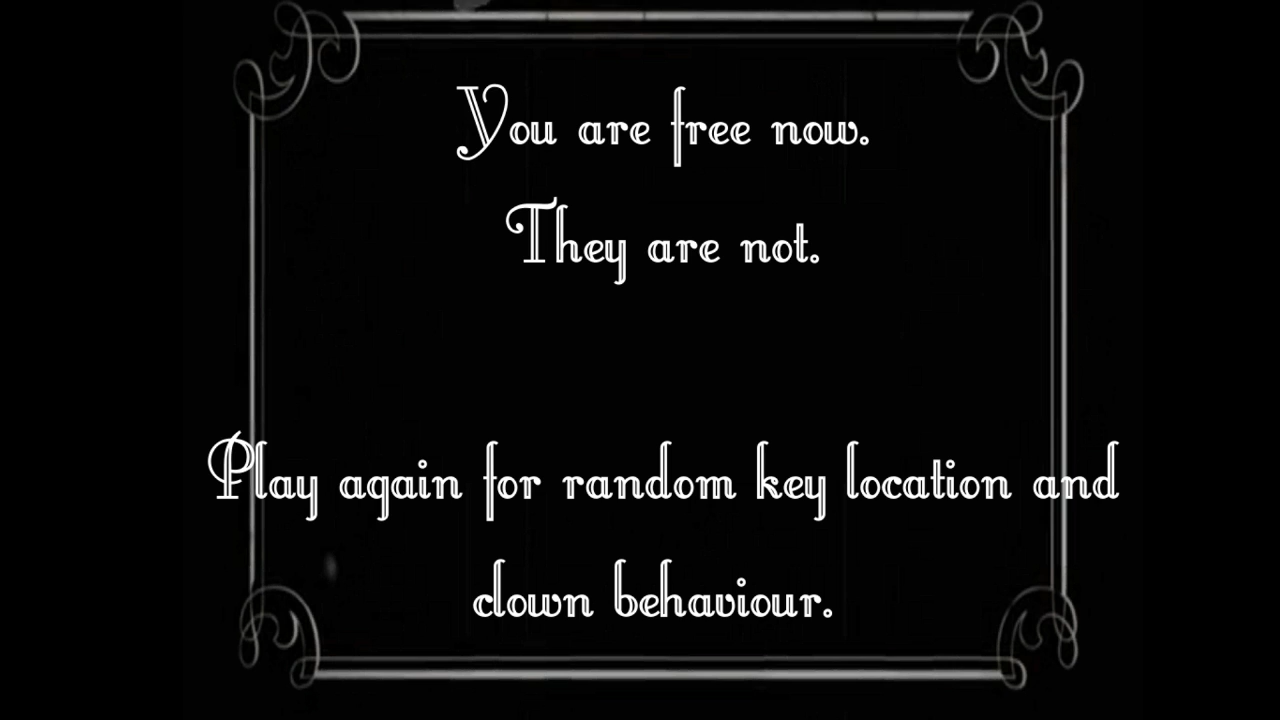 You are free now.
They are not.
Play again for random key location and
clown behaviour.